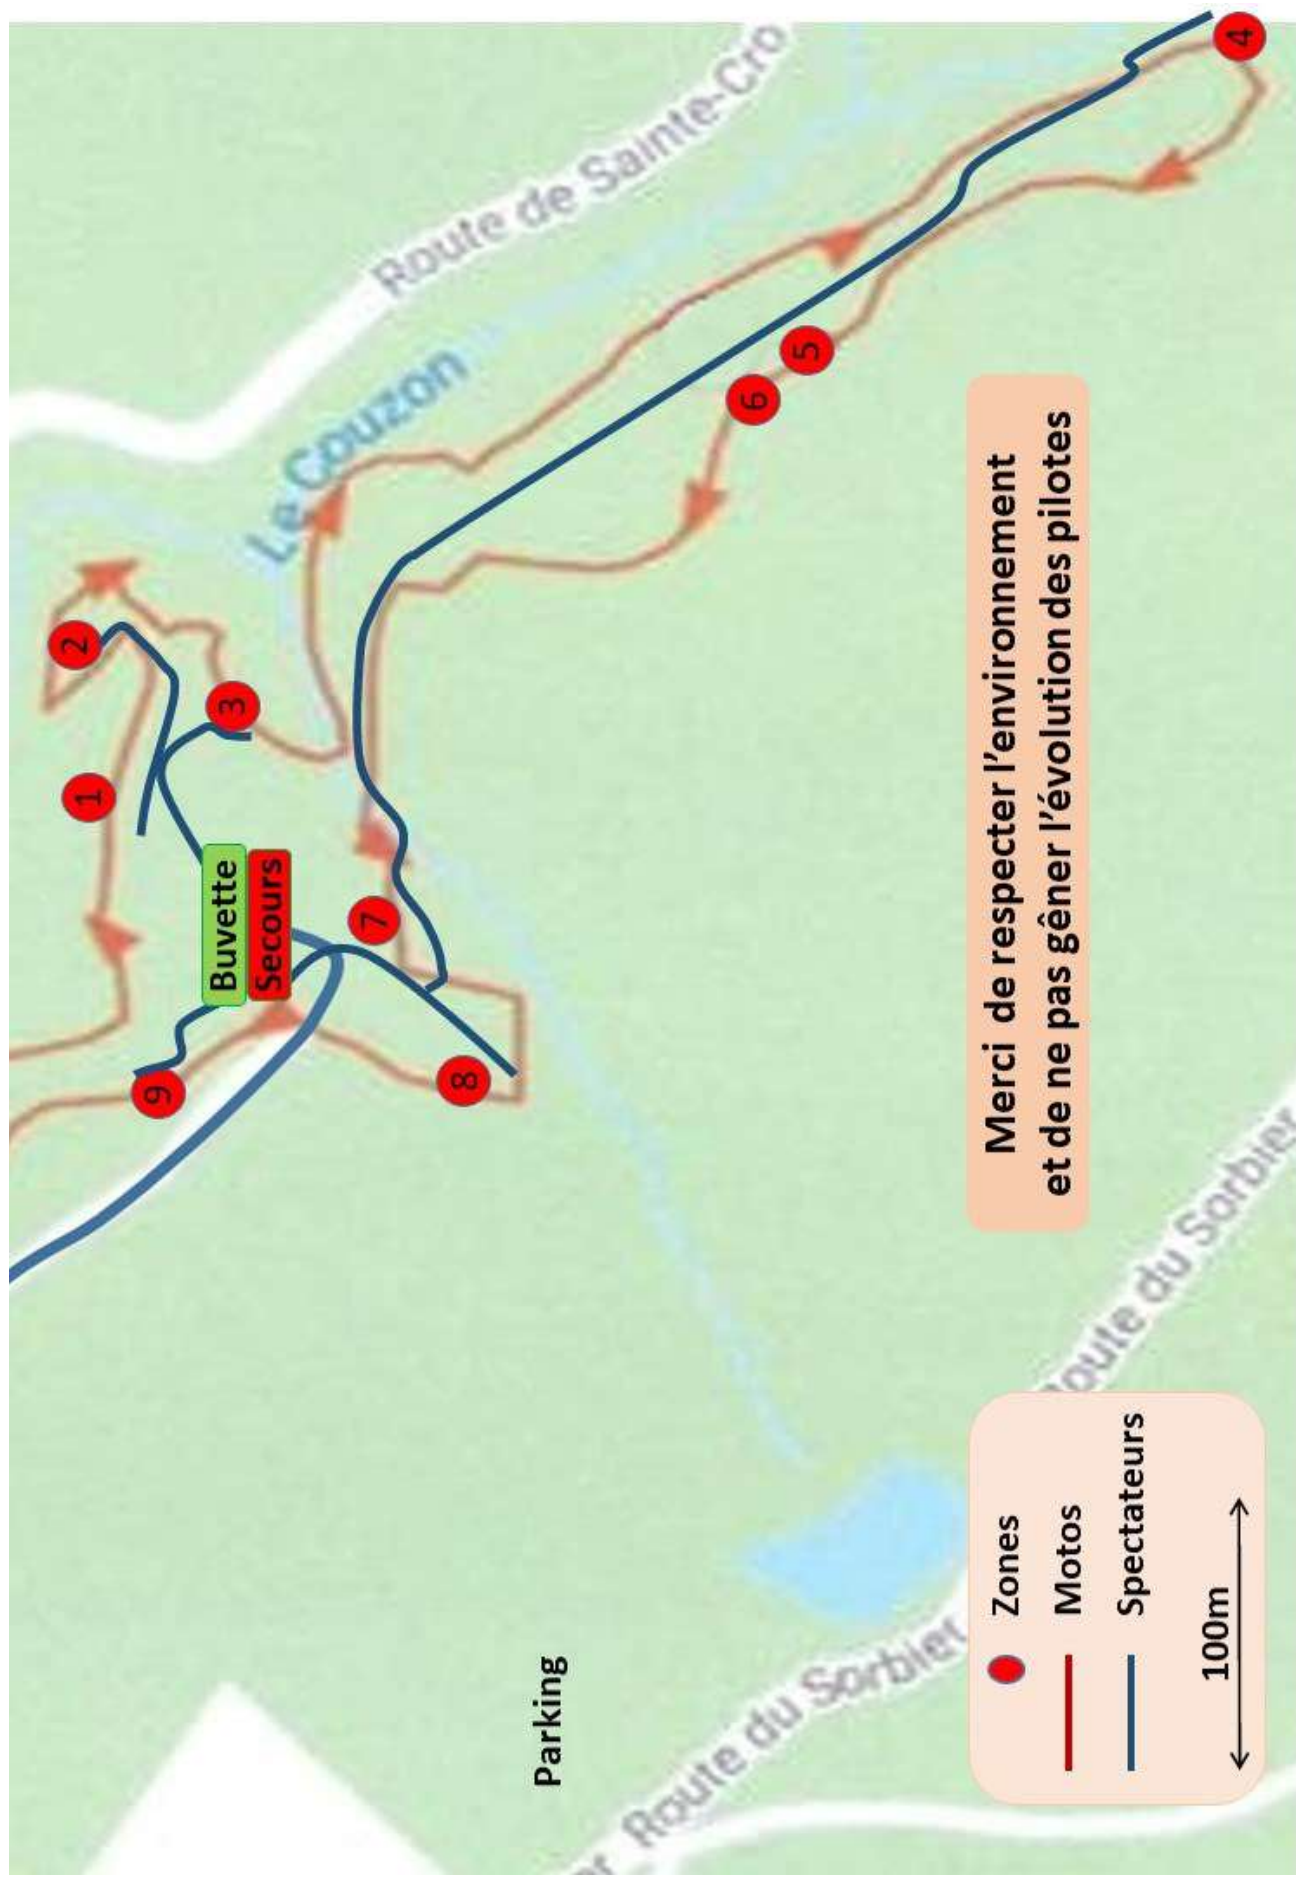 Route de Sainte-Cro
Le Couzon
2
1
3
4
5
6
7
8
9
Buvette
Secours
Merci de respecter l'environnement
et de ne pas gêner l'évolution des pilotes
Parking
Route du Sorbier
oute du Sorbier
er
Zones
Motos
Spectateurs
100m